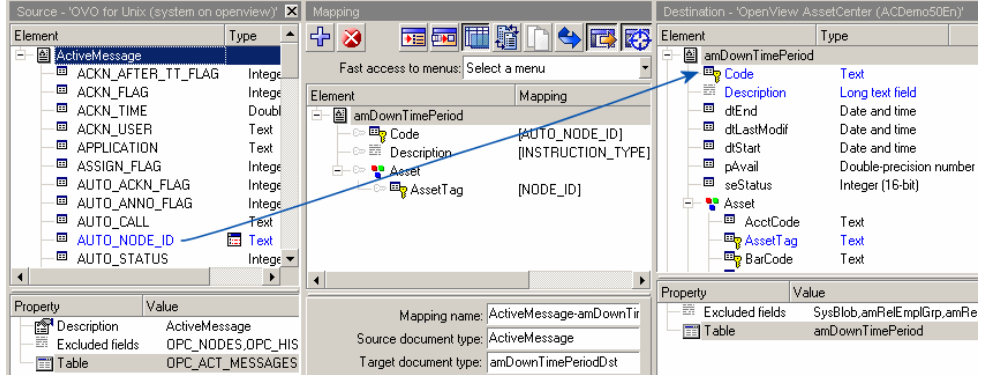 Source - 'OVO for Unix (system on openview)'
Element Type
ActiveMessage
ACKN_AFTER_TT_FLAG Intege
ACKN_FLAG Intege
ACKN_TIME Doubl
ACKN_USER Text
APPLICATION Text
ASSIGN_FLAG Intege
AUTO_ACKN_FLAG Intege
AUTO_ANNO_FLAG Intege
AUTO_CALL Text
AUTO_NODE_ID Text
AUTO_STATUS Intege
Property Value
Description ActiveMessage
Excluded fields OPC_NODES,OPC_HIS
Table OPC_ACT_MESSAGES
Mapping
Fast access to menus: Select a menu
Element Mapping
amDownTimePeriod
Code [AUTO_NODE_ID]
Description [INSTRUCTION_TYPE]
Asset
AssetTag [NODE_ID]
Mapping name: ActiveMessage-amDownTir
Source document type: ActiveMessage
Target document type: amDownTimePeriodDst
Destination - 'OpenView AssetCenter (ACDemo50En)'
Element Type
amDownTimePeriod
Code Text
Description Long text field
dtEnd Date and time
dtLastModif Date and time
dtStart Date and time
pAvail Double-precision number
seStatus Integer (16-bit)
Asset
AcctCode Text
AssetTag Text
BarCode Text
Property Value
Excluded fields SysBlob,amRelEmplGrp,amRe
Table amDownTimePeriod